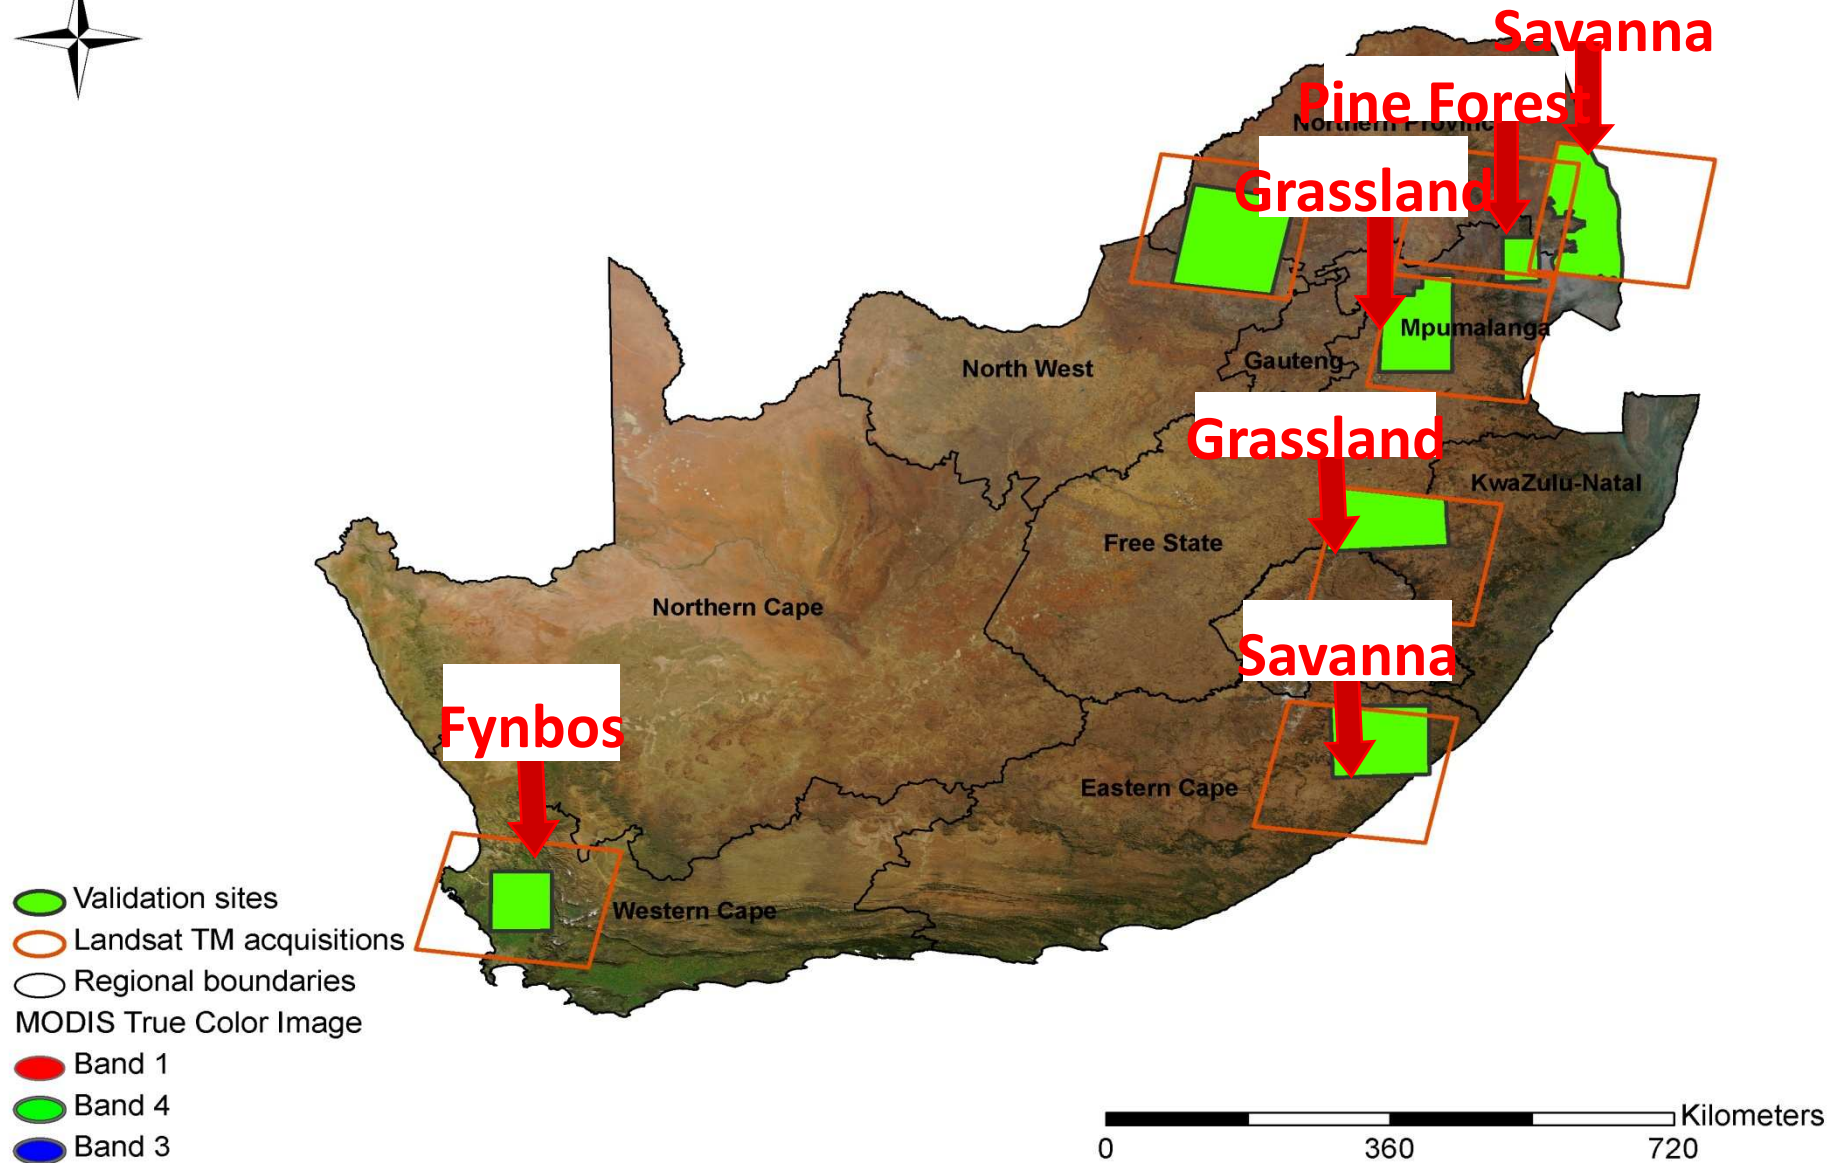 Savanna
Pine Forest
Northern Provinc
Grassland
Mpumalanga
Gauteng
North West
Grassland
KwaZulu-Natal
Free State
Northern Cape
Savanna
Fynbos
Eastern Cape
Western Cape
Validation sites
Landsat TM acquisitions
Regional boundaries
MODIS True Color Image
Band 1
Band 4
Band 3
Kilometers
0 360 720